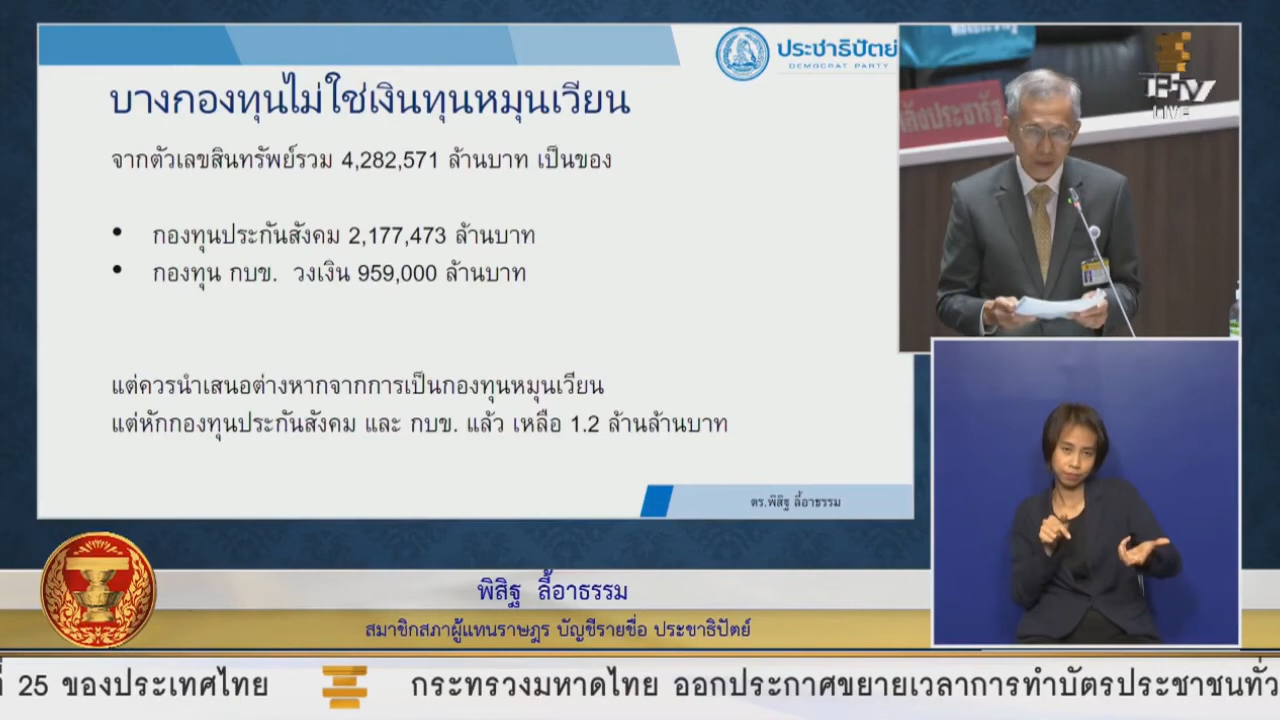 ประชาธิปัตย์
DEMOCRAT PARTY
บางกองทุนไม่ใช่เงินทุนหมุนเวียน
จากตัวเลขสินทรัพย์รวม 4,282,571 ล้านบาท เป็นของ
• กองทุนประกันสังคม 2,177,473 ล้านบาท
• กองทุน กบข. วงเงิน 959,000 ล้านบาท
แต่ควรนำเสนอต่างหากจากการเป็นกองทุนหมุนเวียน
แต่หักกองทุนประกันสังคม และ กบข. แล้ว เหลือ 1.2 ล้านล้านบาท
ดร.พิสิฐ ลี้อาธรรม
LIVE
พิสิฐ ลี้อาธรรม
สมาชิกสภาผู้แทนราษฎร บัญชีรายชื่อ ประชาธิปัตย์
25 ของประเทศไทย
กระทรวงมหาดไทย ออกประกาศขยายเวลาการทำบัตรประชาชนทั่ว